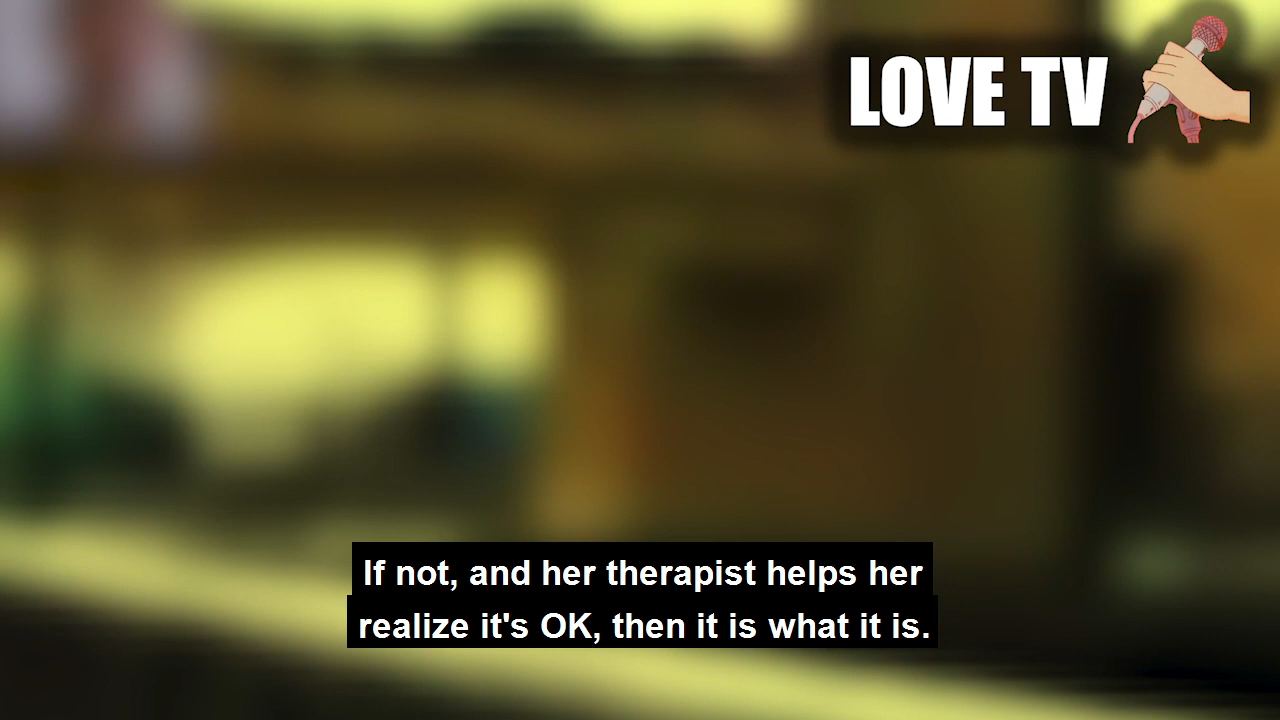 LOVE TV
If not, and her therapist helps her
realize it's OK, then it is what it is.